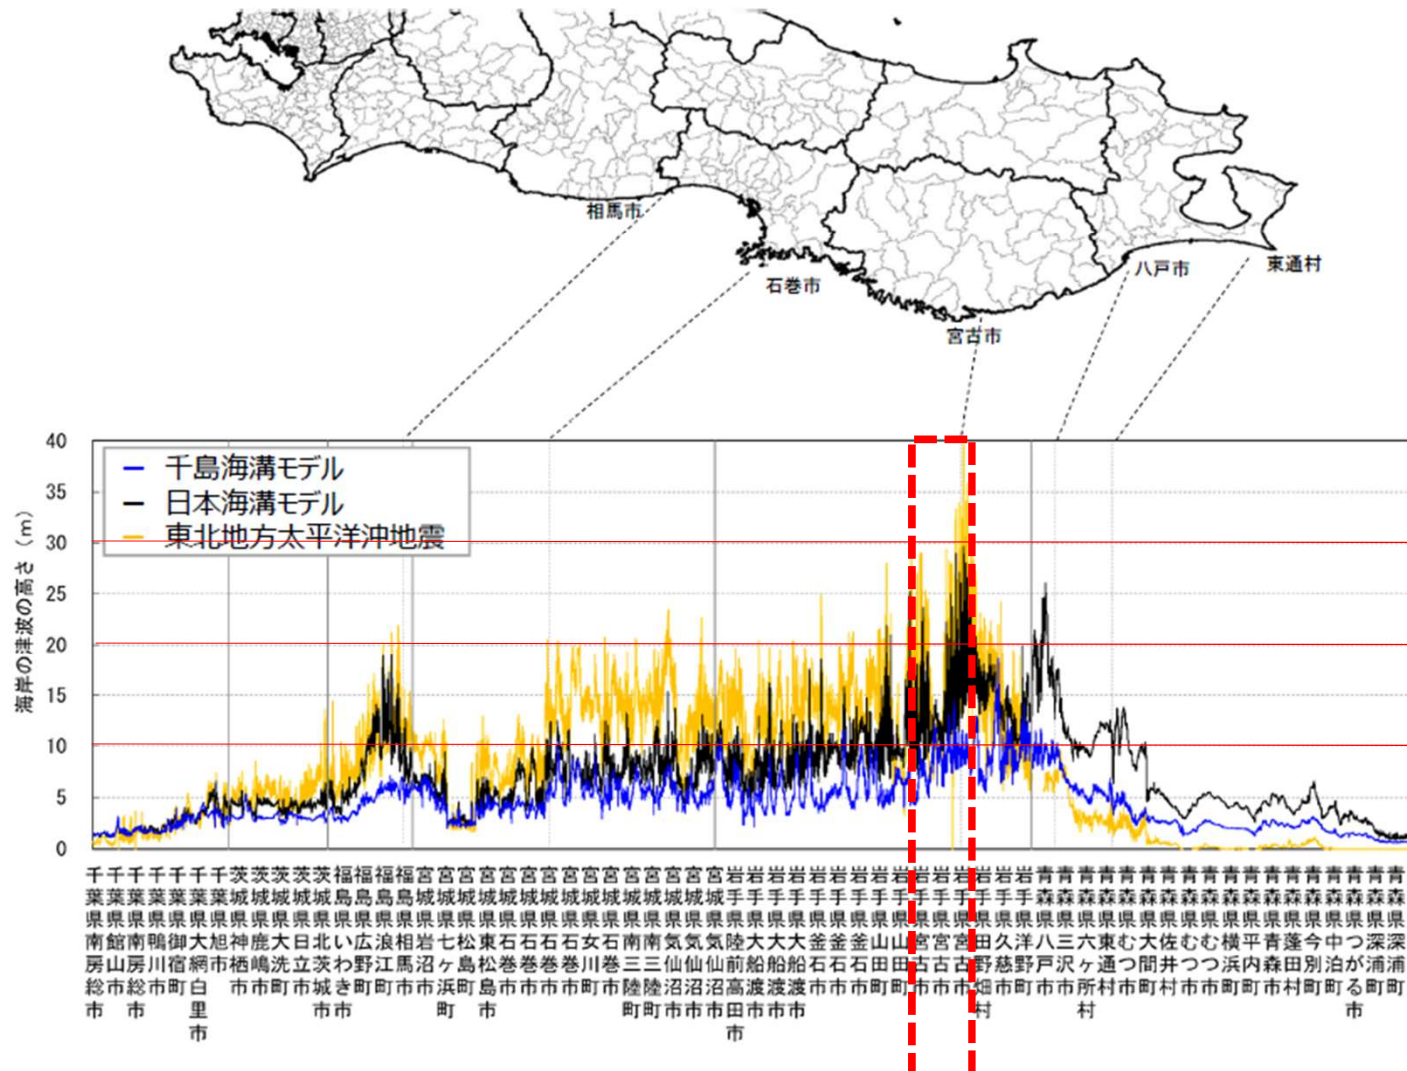 相馬市
石巻市
宮古市
八戸市
東通村
海岸の津波の高さ（m）
40
35
30
25
20
15
10
5
0
千島海溝モデル
日本海溝モデル
東北地方太平洋沖地震
千葉県南房総市
千葉県館山市
千葉県南房総市
千葉県鴨川市
千葉県御宿町
千葉県大網白里市
千葉県旭市
茨城県神栖市
茨城県鹿嶋市
茨城県大洗町
茨城県日立市
茨城県北茨城市
福島県いわき市
福島県広野町
福島県浪江町
福島県相馬市
宮城県岩沼市
宮城県七ヶ浜町
宮城県松島町
宮城県東松島市
宮城県石巻市
宮城県石巻市
宮城県石巻市
宮城県石巻市
宮城県女川町
宮城県石巻市
宮城県南三陸町
宮城県南三陸町
宮城県気仙沼市
宮城県気仙沼市
宮城県気仙沼市
岩手県陸前高田市
岩手県大船渡市
岩手県大船渡市
岩手県大船渡市
岩手県釜石市
岩手県釜石市
岩手県釜石市
岩手県山田町
岩手県山田町
岩手県宮古市
岩手県宮古市
岩手県宮古市
岩手県田野畑村
岩手県久慈市
岩手県洋野町
青森県八戸市
青森県三沢市
青森県六ヶ所村
青森県東通村
青森県むつ市
青森県大間町
青森県佐井村
青森県むつ市
青森県むつ市
青森県横浜町
青森県平内町
青森県青森市
青森県蓬田村
青森県今別町
青森県中泊町
青森県つがる市
青森県深浦町
青森県深浦町